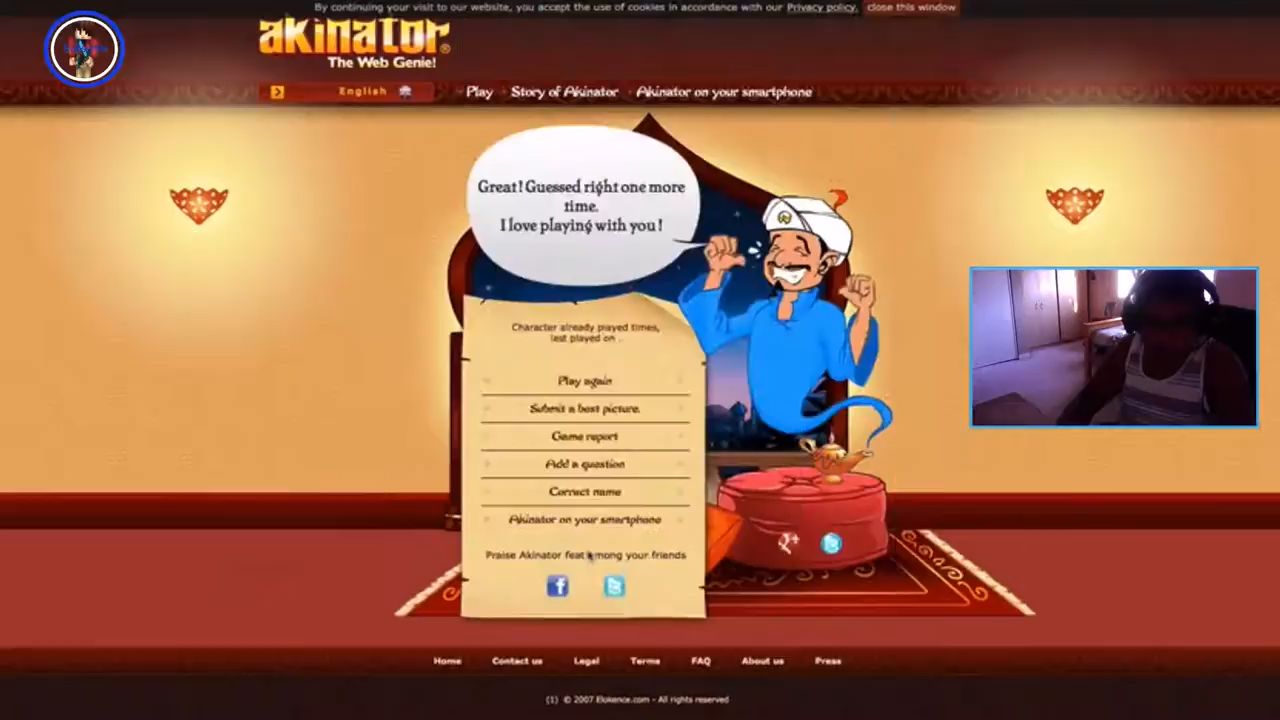 By continuing your visit to our website, you accept the use of cookies in accordance with our Privacy policy. close this window
akinator®
The Web Genie!
English
Play Story of Akinator Akinator on your smartphone
Great! Guessed right one more
time.
I love playing with you!
Character already played times,
last played on ..
Play again
Submit a best picture.
Game report
Add a question
Correct name
Akinator on your smartphone
Praise Akinator feat among your friends
Home Contact us Legal Terms FAQ About us Press
(1) © 2007 Elokence.com - All rights reserved